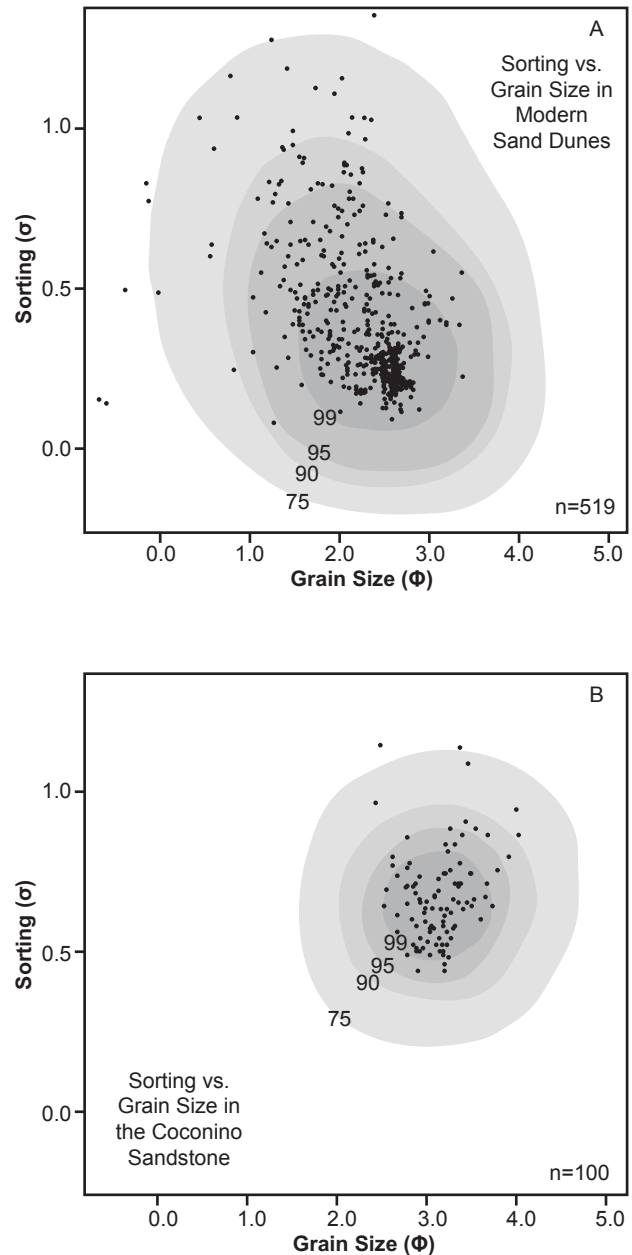 A
Sorting vs.
Grain Size in
Modern
Sand Dunes
1.0
0.5
0.0
Sorting (σ)
99
95
90
75
n=519
0.0 1.0 2.0 3.0 4.0 5.0
Grain Size (Φ)
B
1.0
0.5
0.0
Sorting (σ)
99
95
90
75
Sorting vs.
Grain Size in
the Coconino
Sandstone
n=100
0.0 1.0 2.0 3.0 4.0 5.0
Grain Size (Φ)